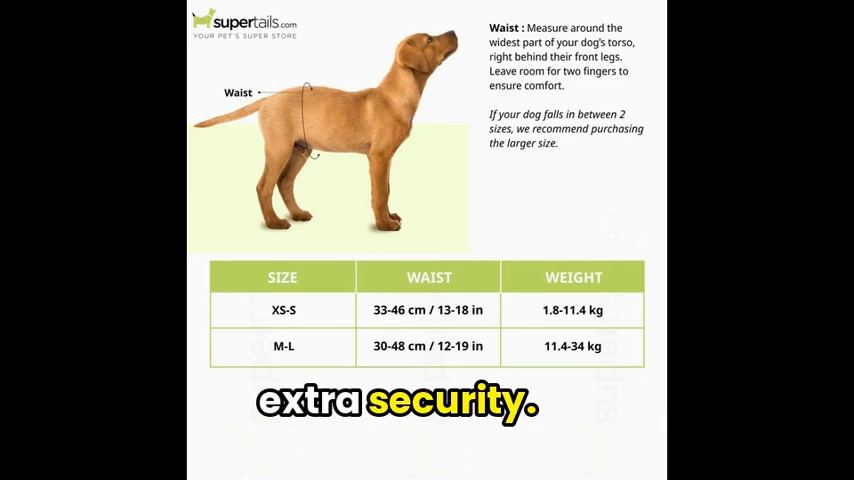 supertails.com
YOUR PET'S SUPER STORE
Waist : Measure around the
widest part of your dog's torso,
right behind their front legs.
Leave room for two fingers to
ensure comfort.
If your dog falls in between 2
sizes, we recommend purchasing
the larger size.
Waist
SIZE WAIST WEIGHT
XS-S 33-46 cm / 13-18 in 1.8-11.4 kg
M-L 30-48 cm / 12-19 in 11.4-34 kg
extra security.